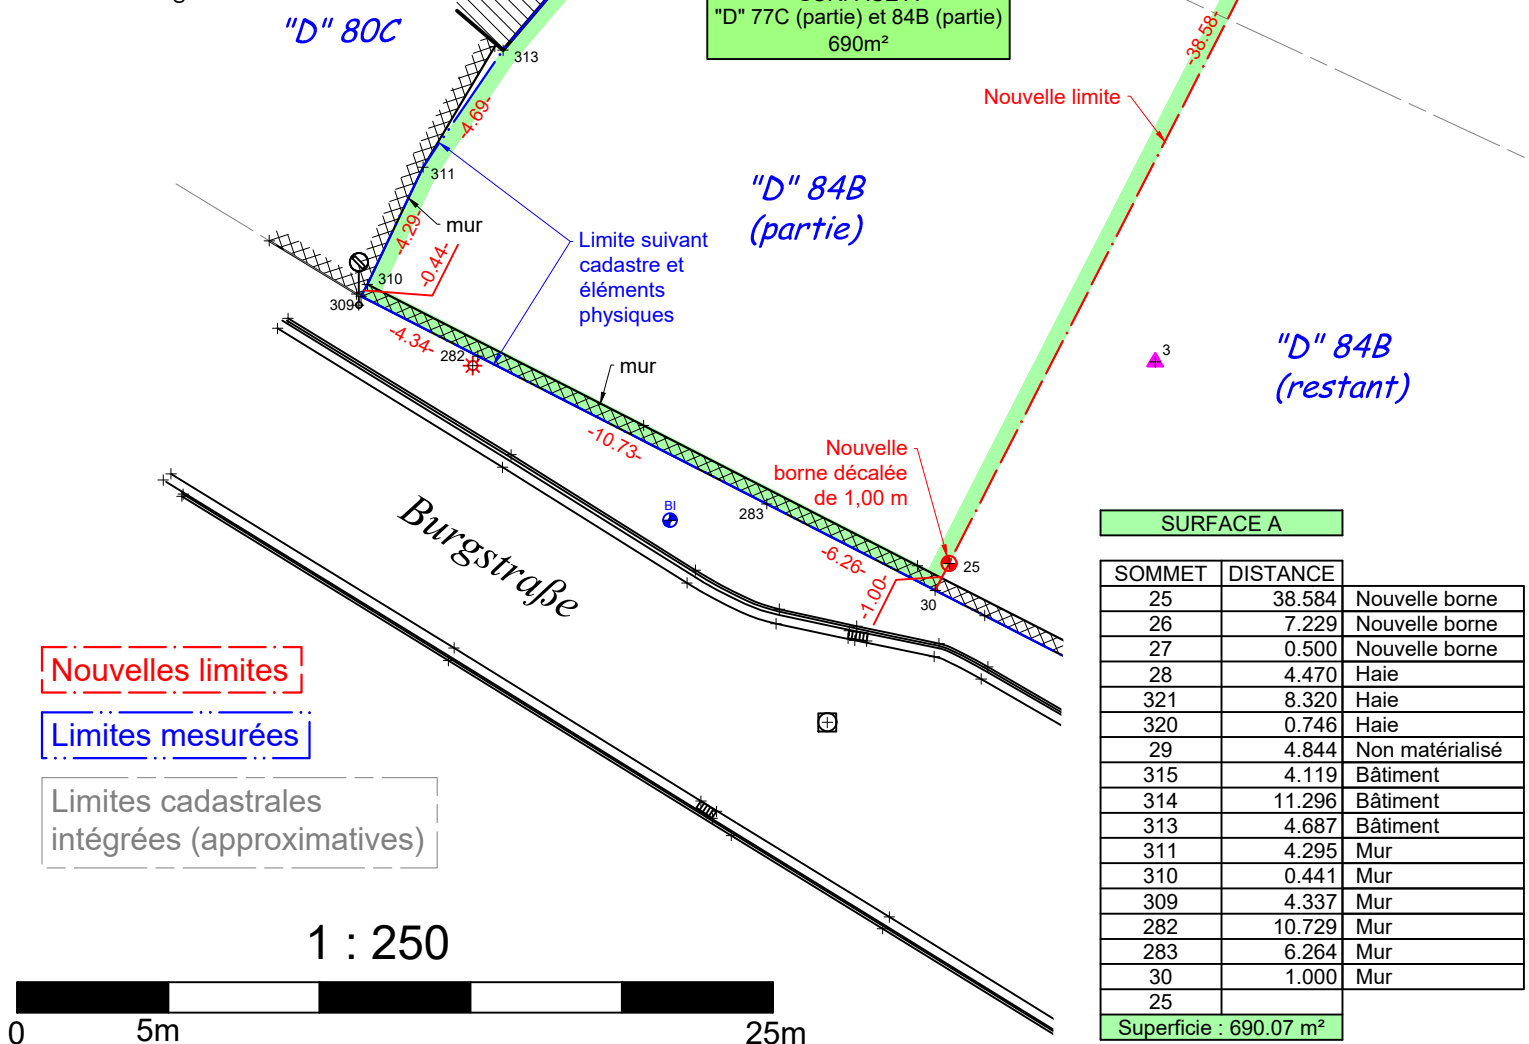 "D" 80C
"D" 77C (partie) et 84B (partie)
690m²
313
-38.58-
Nouvelle limite
-4.69-
311
"D" 84B
(partie)
mur
-4.29-
-0.44-
Limite suivant
cadastre et
éléments
physiques
310
309
-4.34-
282
mur
"D" 84B
(restant)
3
-10.73-
Nouvelle
borne décalée
de 1,00 m
BI
283
-6.26-
-1.00-
25
30
Burgstraße
SURFACE A
SOMMET DISTANCE
25 38.584 Nouvelle borne
26 7.229 Nouvelle borne
27 0.500 Nouvelle borne
28 4.470 Haie
321 8.320 Haie
320 0.746 Haie
29 4.844 Non matérialisé
315 4.119 Bâtiment
314 11.296 Bâtiment
313 4.687 Bâtiment
311 4.295 Mur
310 0.441 Mur
309 4.337 Mur
282 10.729 Mur
283 6.264 Mur
30 1.000 Mur
25
Superficie : 690.07 m²
Nouvelles limites
Limites mesurées
Limites cadastrales
intégrées (approximatives)
1 : 250
0 5m 25m